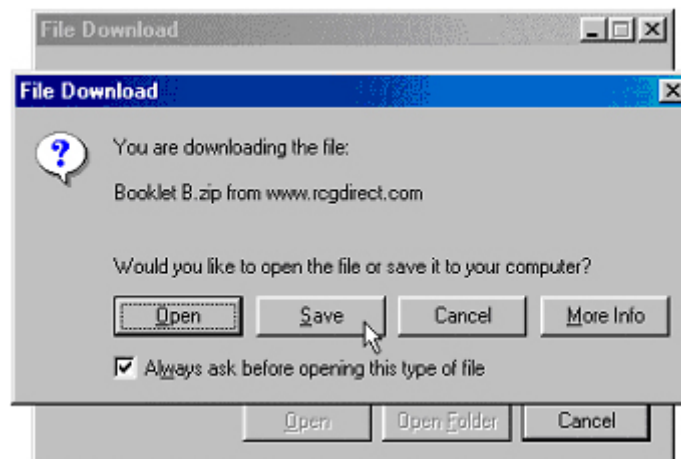 File Download
File Download
You are downloading the file:
Booklet B.zip from www.rcgdirect.com
Would you like to open the file or save it to your computer?
Open Save Cancel More Info
Always ask before opening this type of file
Open Open Folder Cancel